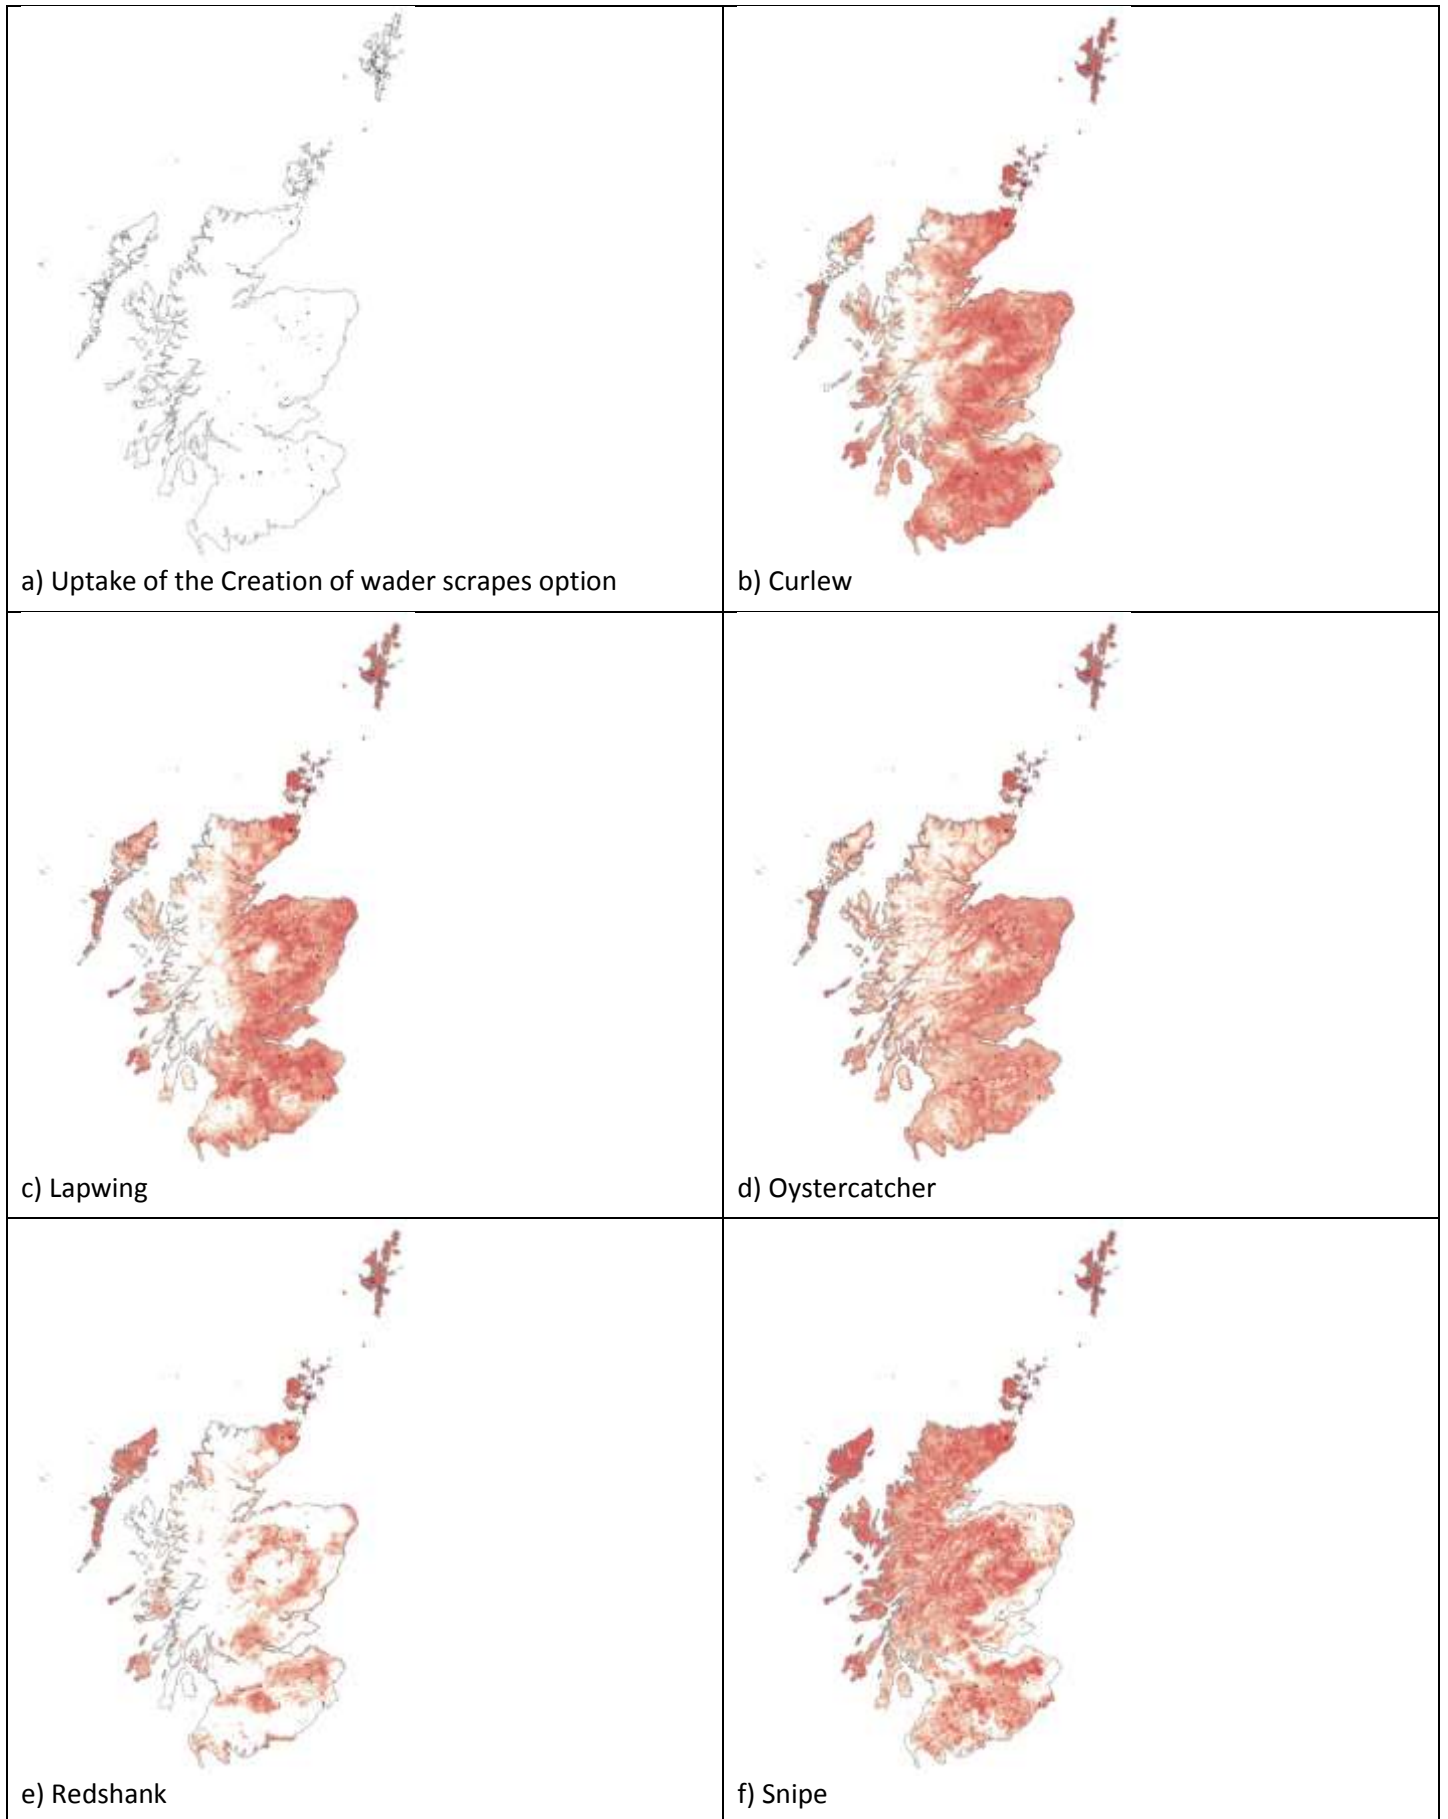 a) Uptake of the Creation of wader scrapes option
b) Curlew
c) Lapwing
d) Oystercatcher
e) Redshank
f) Snipe